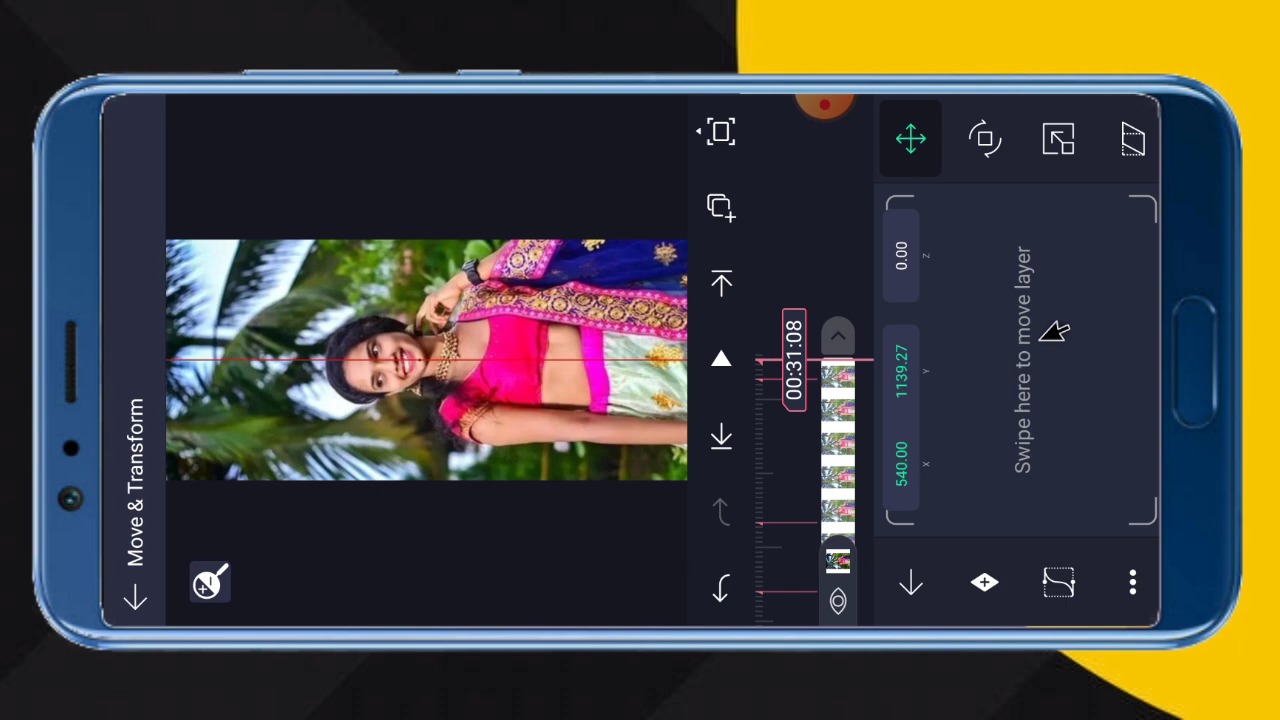 Move & Transform
00:31:08
540.00 1139.27 0.00
X Y Z
Swipe here to move layer